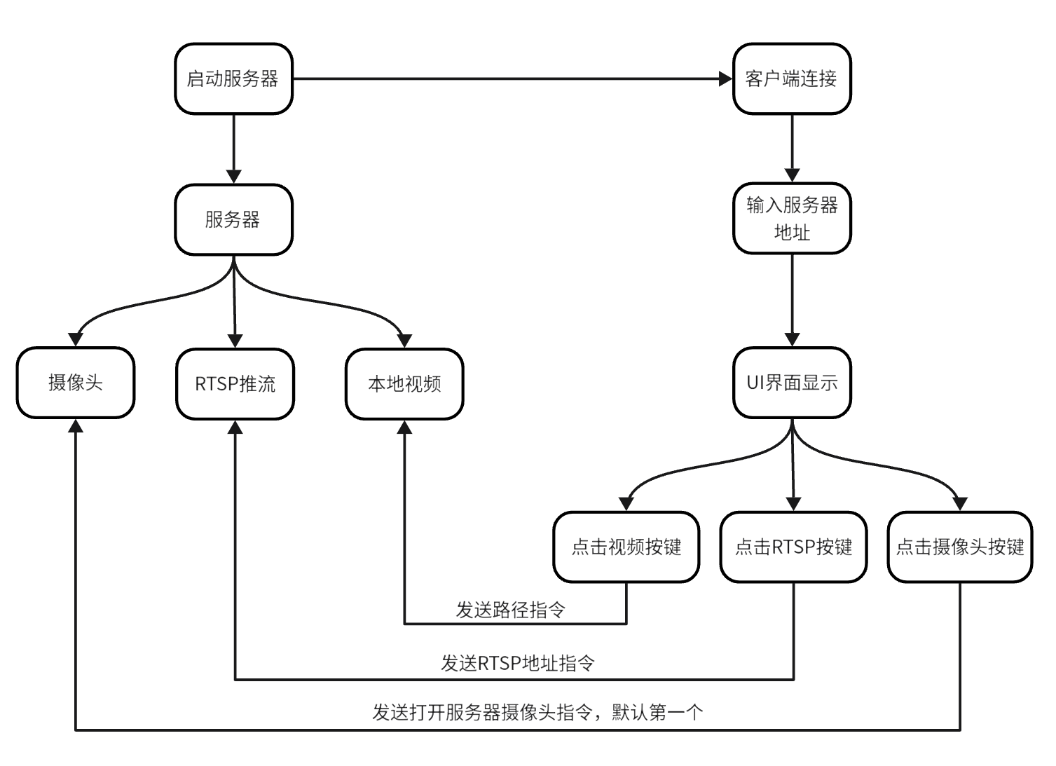 启动服务器
客户端连接
服务器
输入服务器
地址
摄像头
RTSP推流
本地视频
UI界面显示
点击视频按键
点击RTSP按键
点击摄像头按键
发送路径指令
发送RTSP地址指令
发送打开服务器摄像头指令，默认第一个